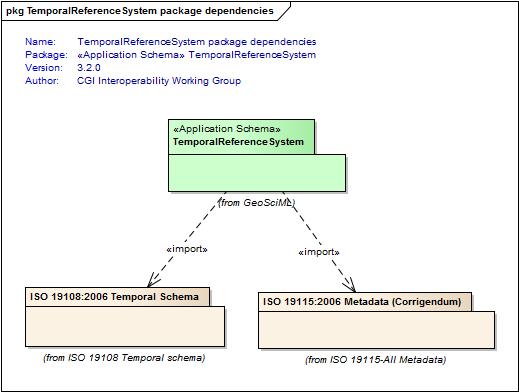 pkg TemporalReferenceSystem package dependencies
Name: TemporalReferenceSystem package dependencies
Package: «Application Schema» TemporalReferenceSystem
Version: 3.2.0
Author: CGI Interoperability Working Group
«Application Schema»
TemporalReferenceSystem
(from GeoSciML)
«import»
«import»
ISO 19108:2006 Temporal Schema
ISO 19115:2006 Metadata (Corrigendum)
(from ISO 19108 Temporal schema)
(from ISO 19115-All Metadata)